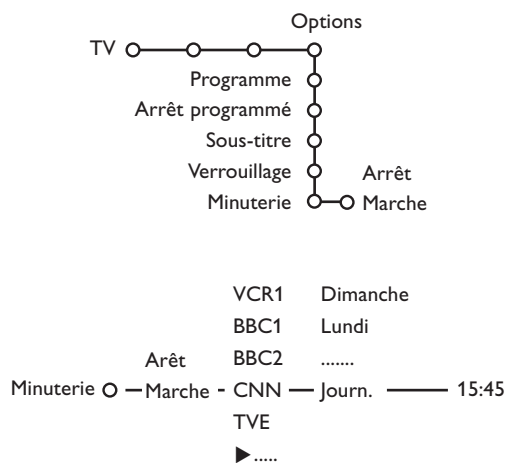 Options
TV
Programme
Arrêt programmé
Sous-titre
Verrouillage
Arrêt
Minuterie
Marche
VCR1 Dimanche
BBC1 Lundi
Arêt
BBC2 .......
Minuterie Marche CNN Journ. 15:45
TVE
▶.....